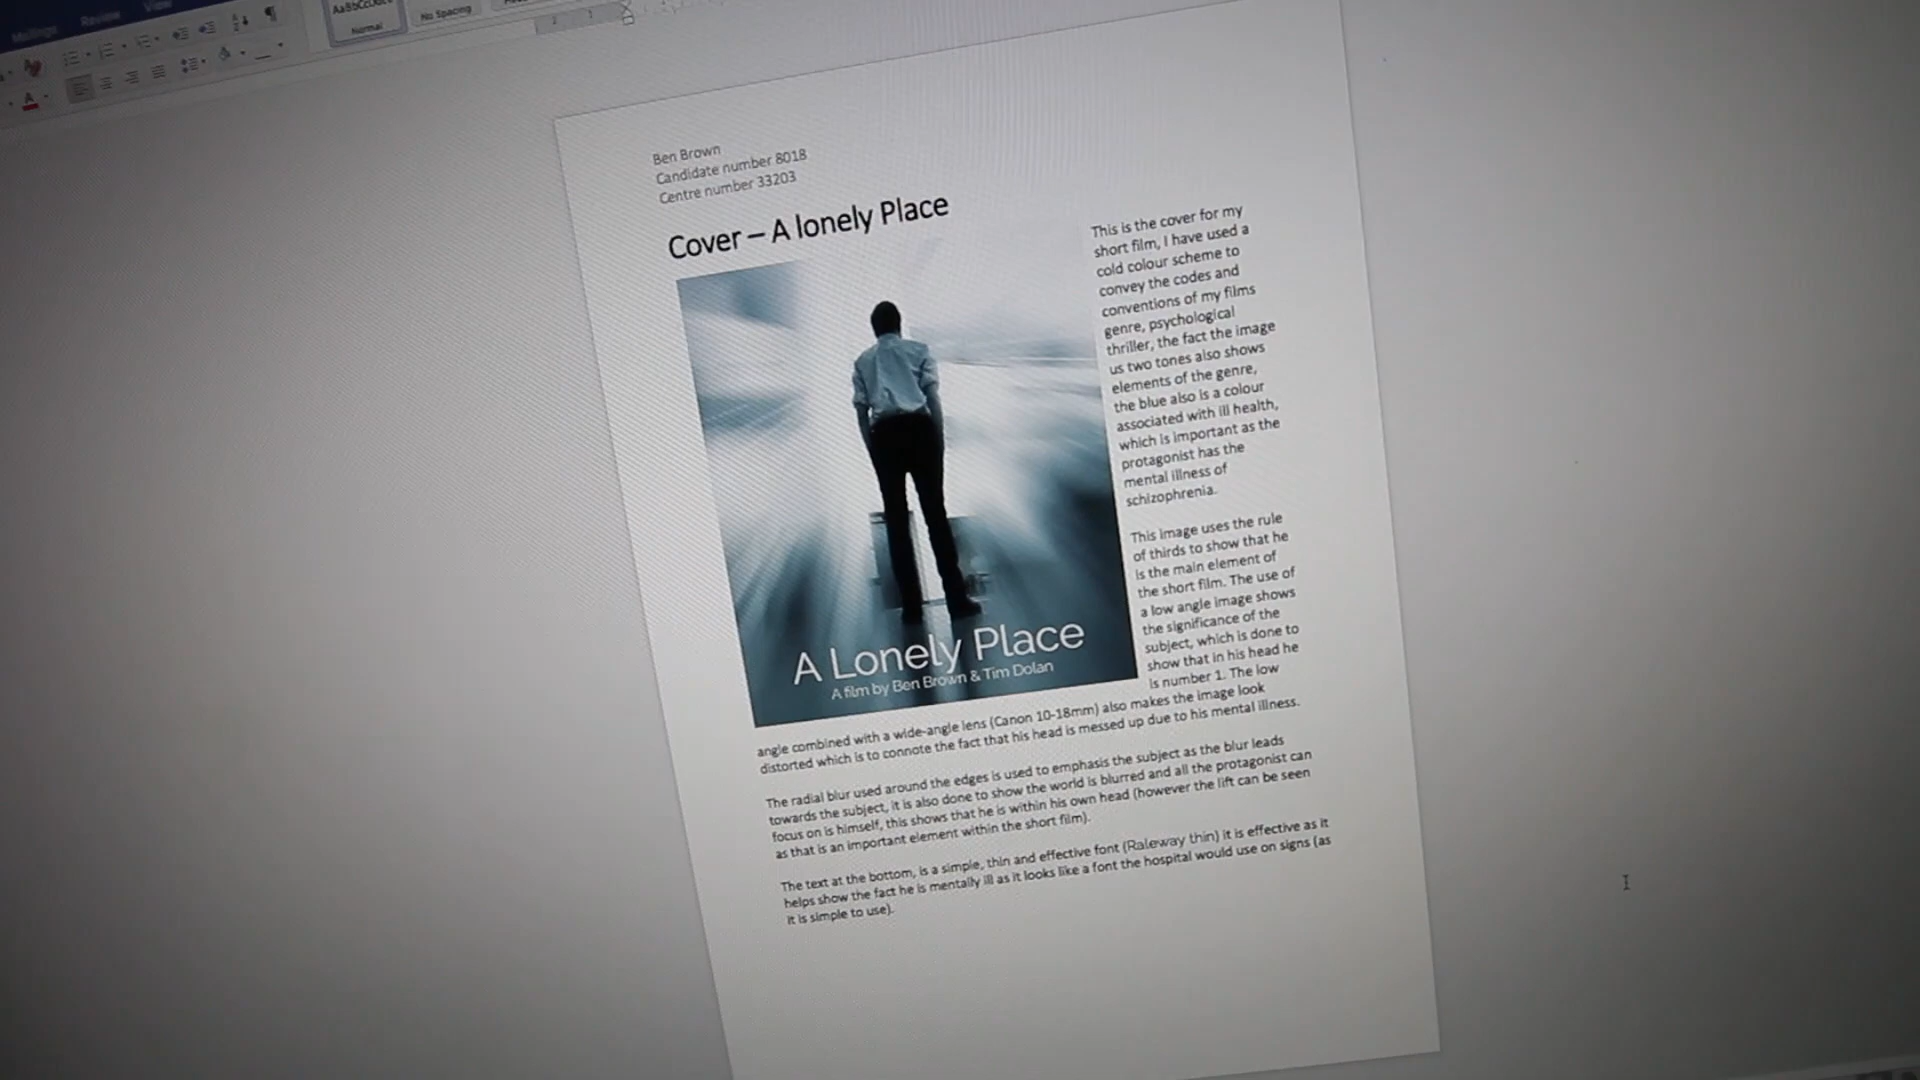 Mailings Review View
AaBbCcDdEe
Normal
No Spacing
Ben Brown
Candidate number 8018
Centre number 33203
Cover – A lonely Place
This is the cover for my
short film, I have used a
cold colour scheme to
convey the codes and
conventions of my films
genre, psychological
thriller, the fact the image
us two tones also shows
elements of the genre,
the blue also is a colour
associated with ill health,
which is important as the
protagonist has the
mental illness of
schizophrenia.
This image uses the rule
of thirds to show that he
is the main element of
the short film. The use of
a low angle image shows
the significance of the
subject, which is done to
show that in his head he
is number 1. The low
angle combined with a wide-angle lens (Canon 10-18mm) also makes the image look
distorted which is to connote the fact that his head is messed up due to his mental illness.
The radial blur used around the edges is used to emphasis the subject as the blur leads
towards the subject, it is also done to show the world is blurred and all the protagonist can
focus on is himself, this shows that he is within his own head (however the lift can be seen
as that is an important element within the short film).
The text at the bottom, is a simple, thin and effective font (Raleway thin) it is effective as it
helps show the fact he is mentally ill as it looks like a font the hospital would use on signs (as
it is simple to use).
A Lonely Place
A film by Ben Brown & Tim Dolan